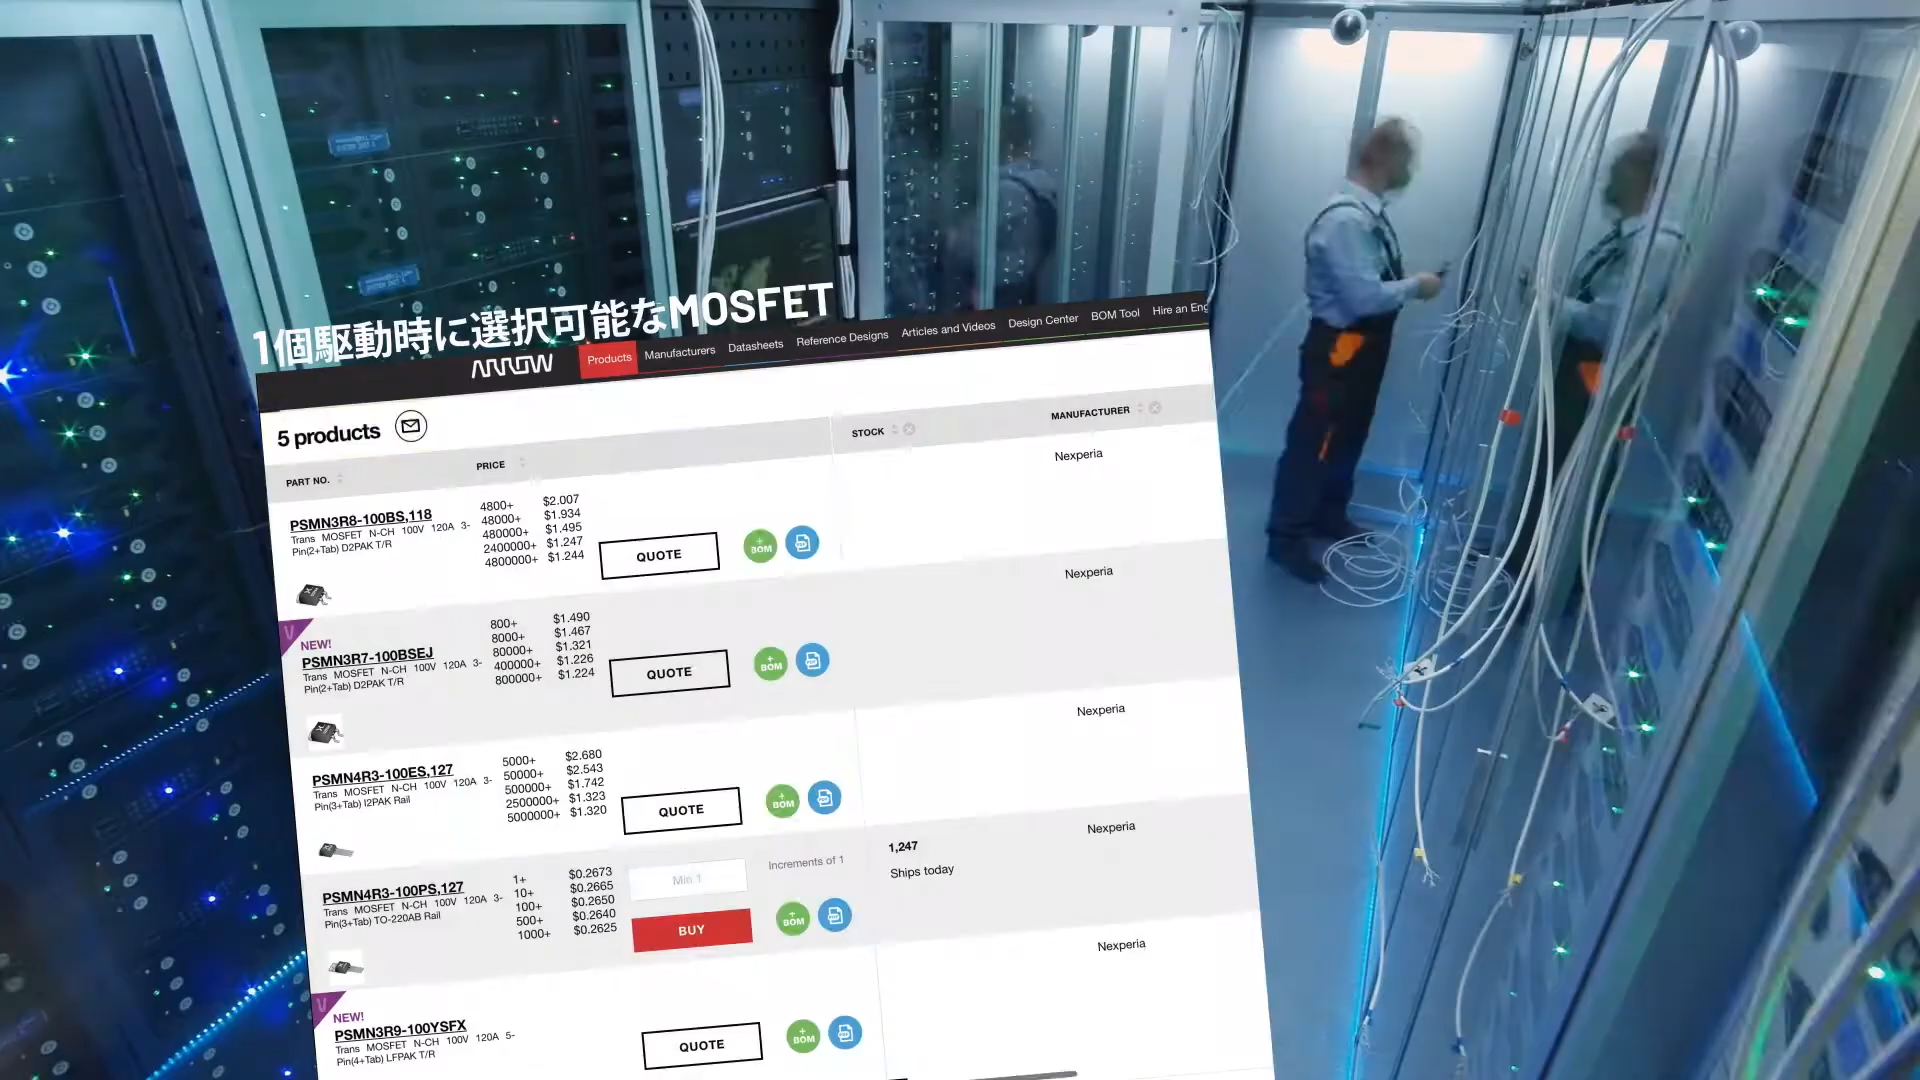 1個駆動時に選択可能なMOSFET
ARROW
Products Manufacturers Datasheets Reference Designs Articles and Videos Design Center BOM Tool Hire an Eng
5 products
PART NO. PRICE STOCK MANUFACTURER
PSMN3R8-100BS,118
Trans MOSFET N-CH 100V 120A 3-
Pin(2+Tab) D2PAK T/R
4800+ $2.007
48000+ $1.934
480000+ $1.495
2400000+ $1.247
4800000+ $1.244
QUOTE
+ BOM
Nexperia
NEW!
PSMN3R7-100BSEJ
Trans MOSFET N-CH 100V 120A 3-
Pin(2+Tab) D2PAK T/R
800+ $1.490
8000+ $1.467
80000+ $1.321
400000+ $1.226
800000+ $1.224
QUOTE
+ BOM
Nexperia
PSMN4R3-100ES,127
Trans MOSFET N-CH 100V 120A 3-
Pin(3+Tab) I2PAK Rail
5000+ $2.680
50000+ $2.543
500000+ $1.742
2500000+ $1.323
5000000+ $1.320
QUOTE
+ BOM
Nexperia
PSMN4R3-100PS,127
Trans MOSFET N-CH 100V 120A 3-
Pin(3+Tab) TO-220AB Rail
1+ $0.2673
10+ $0.2665
100+ $0.2650
500+ $0.2640
1000+ $0.2625
Min 1
Increments of 1
BUY
+ BOM
1,247
Ships today
Nexperia
NEW!
PSMN3R9-100YSFX
Trans MOSFET N-CH 100V 120A 5-
Pin(4+Tab) LFPAK T/R
QUOTE
+ BOM
Nexperia